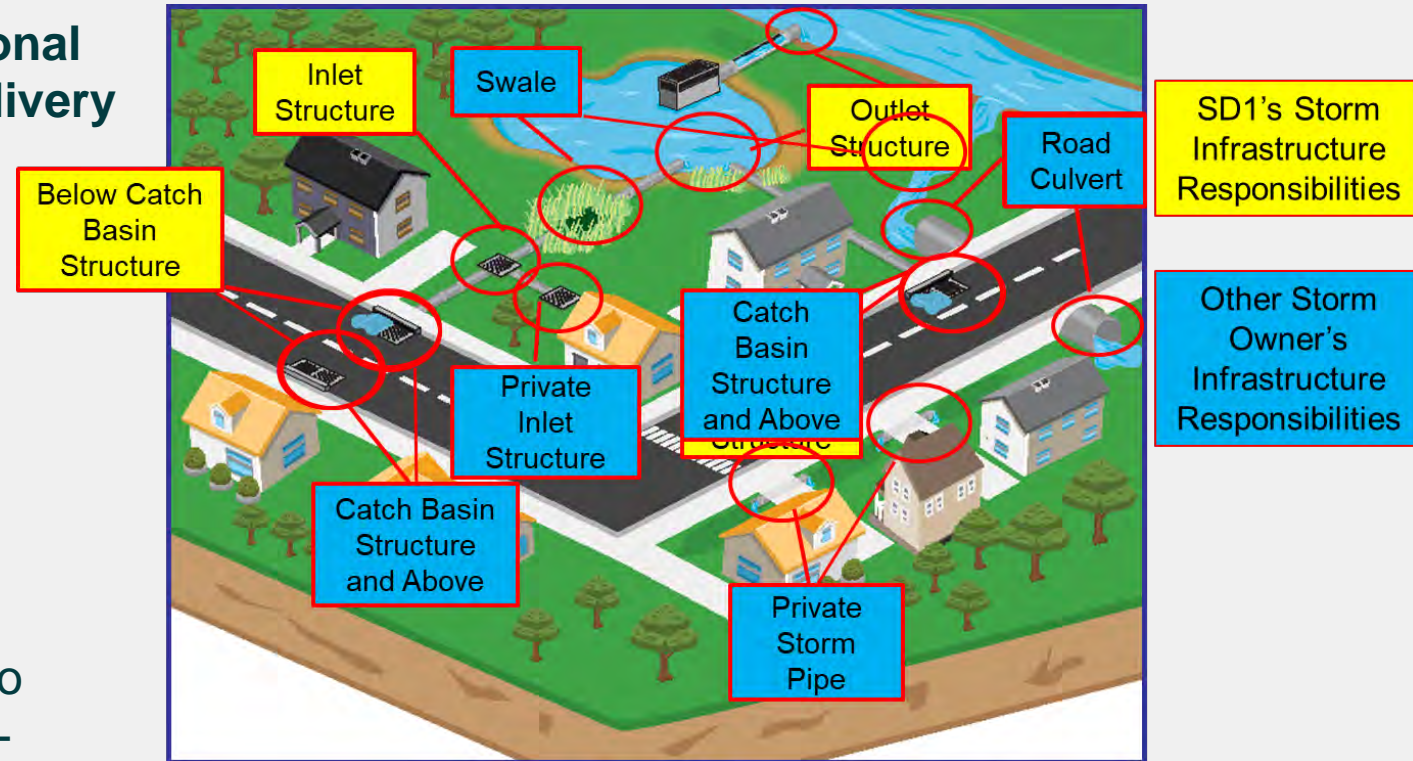 onal
livery
Inlet
Structure
Swale
Outlet
Structure
Road
Culvert
SD1's Storm
Infrastructure
Responsibilities
Below Catch
Basin
Structure
Other Storm
Owner's
Infrastructure
Responsibilities
Catch
Basin
Structure
and Above
Structure
Private
Inlet
Structure
Catch Basin
Structure
and Above
Private
Storm
Pipe
o
-